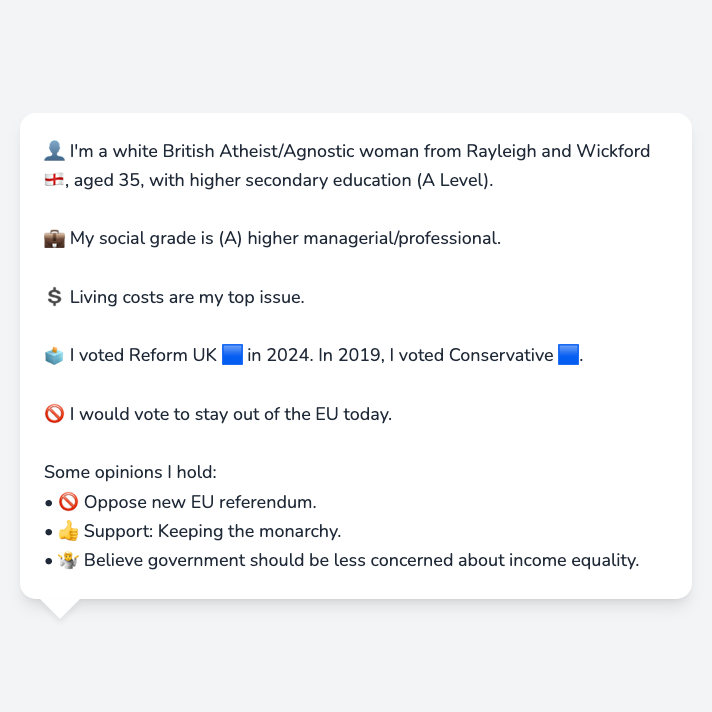 👤 I'm a white British Atheist/Agnostic woman from Rayleigh and Wickford
🏴󠁧󠁢󠁥󠁮󠁧󠁿, aged 35, with higher secondary education (A Level).
💼 My social grade is (A) higher managerial/professional.
💲 Living costs are my top issue.
🗳️ I voted Reform UK 🟦 in 2024. In 2019, I voted Conservative 🟦.
🚫 I would vote to stay out of the EU today.
Some opinions I hold:
• 🚫 Oppose new EU referendum.
• 👍 Support: Keeping the monarchy.
• 🤷‍♀️ Believe government should be less concerned about income equality.